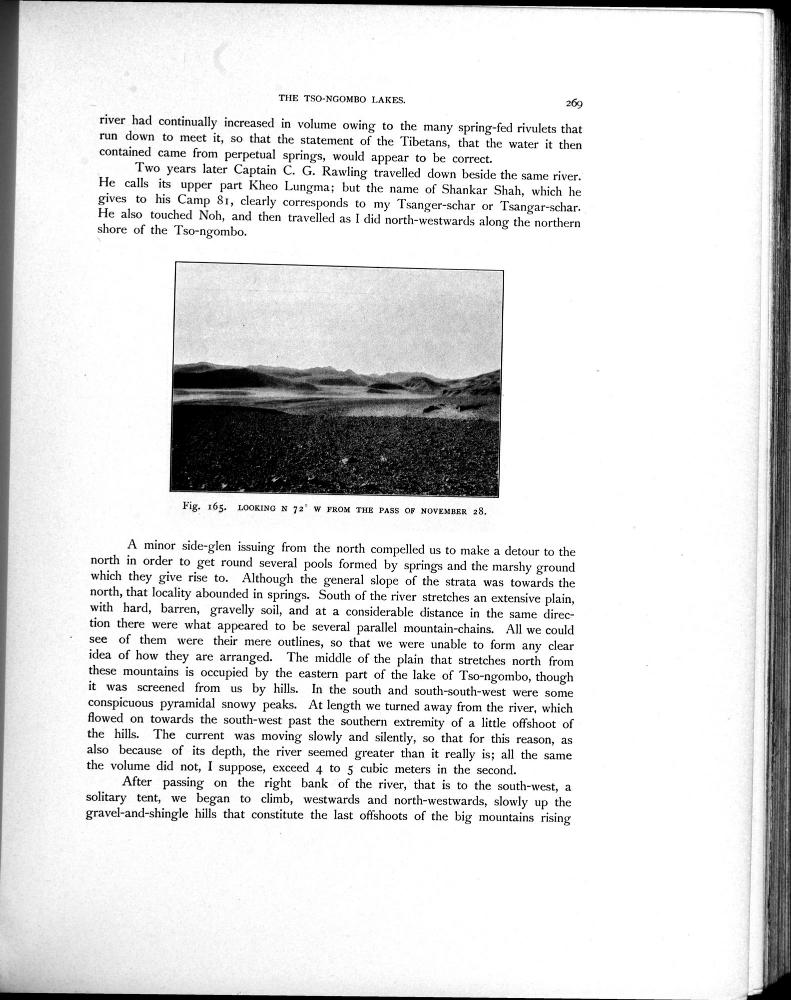 THE TSO-NGOMBO LAKES.
269
river had continually increased in volume owing to the many spring-fed rivulets that
run down to meet it, so that the statement of the Tibetans, that the water it then
contained came from perpetual springs, would appear to be correct.
Two years later Captain C. G. Rawling travelled down beside the same river.
He calls its upper part Kheo Lungma; but the name of Shankar Shah, which he
gives to his Camp 81, clearly corresponds to my Tsanger-schar or Tsangar-schar.
He also touched Noh, and then travelled as I did north-westwards along the northern
shore of the Tso-ngombo.
Fig. 165. LOOKING N 72° W FROM THE PASS OF NOVEMBER 28.
A minor side-glen issuing from the north compelled us to make a detour to the
north in order to get round several pools formed by springs and the marshy ground
which they give rise to. Although the general slope of the strata was towards the
north, that locality abounded in springs. South of the river stretches an extensive plain,
with hard, barren, gravelly soil, and at a considerable distance in the same direc-
tion there were what appeared to be several parallel mountain-chains. All we could
see of them were their mere outlines, so that we were unable to form any clear
idea of how they are arranged. The middle of the plain that stretches north from
these mountains is occupied by the eastern part of the lake of Tso-ngombo, though
it was screened from us by hills. In the south and south-south-west were some
conspicuous pyramidal snowy peaks. At length we turned away from the river, which
flowed on towards the south-west past the southern extremity of a little offshoot of
the hills. The current was moving slowly and silently, so that for this reason, as
also because of its depth, the river seemed greater than it really is; all the same
the volume did not, I suppose, exceed 4 to 5 cubic meters in the second.
After passing on the right bank of the river, that is to the south-west, a
solitary tent, we began to climb, westwards and north-westwards, slowly up the
gravel-and-shingle hills that constitute the last offshoots of the big mountains rising